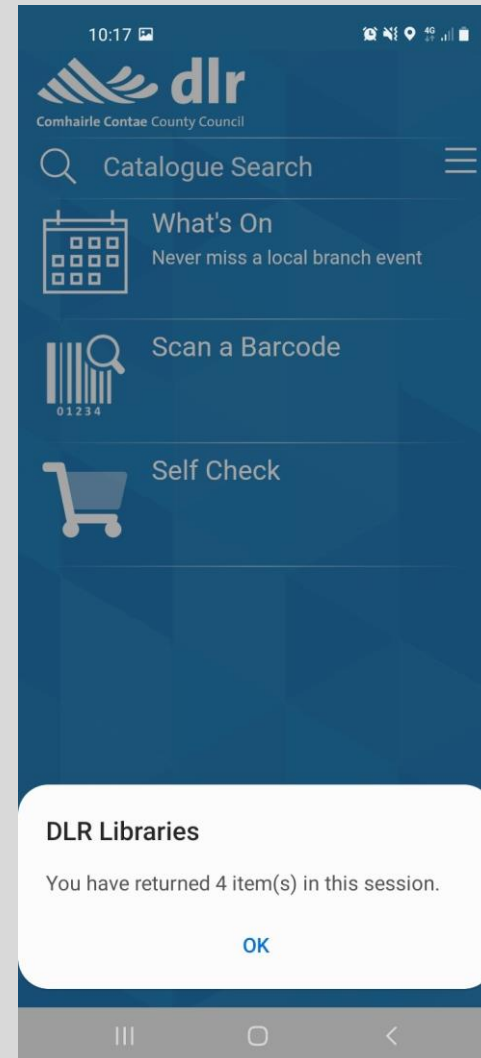 10:17
4G
dlr
Comhairle Contae County Council
Catalogue Search
What's On
Never miss a local branch event
Scan a Barcode
01234
Self Check
DLR Libraries
You have returned 4 item(s) in this session.
OK